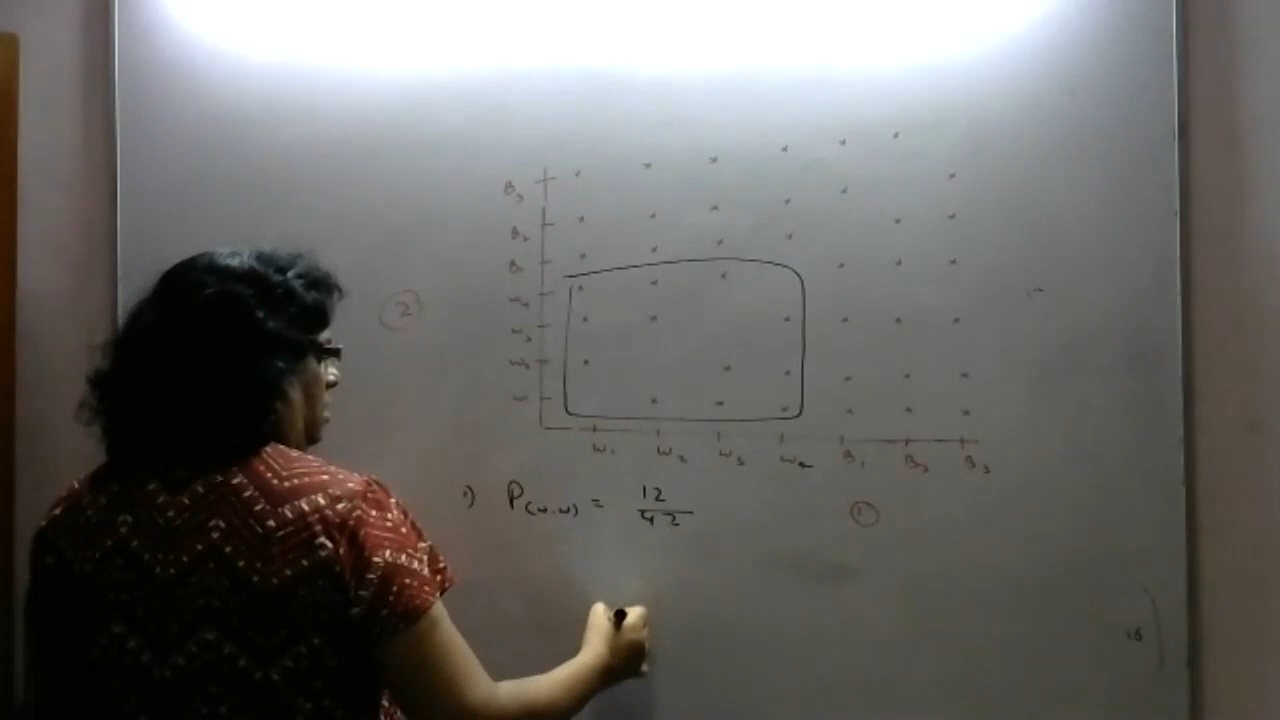 B3
B2
B1
w4
w3
w2
w1
2
w1 w2 w3 w4 B1 B2 B3
1) P(w,w) = 12/42
1
16